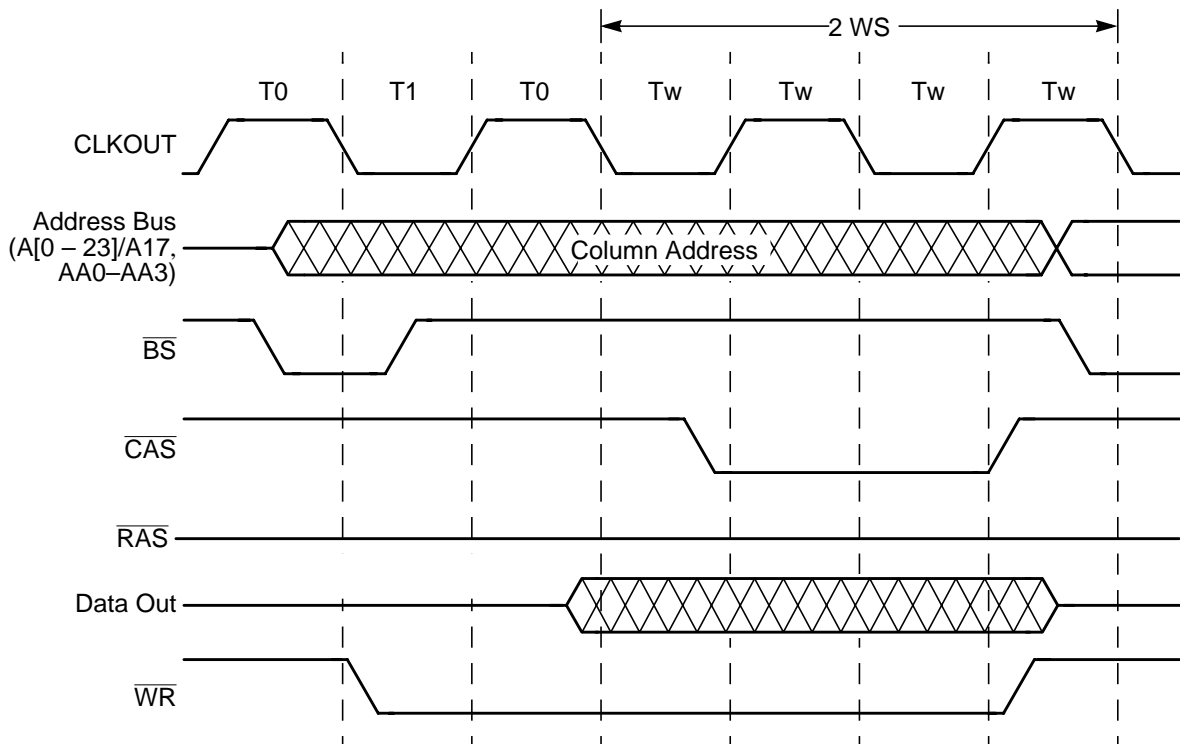 2 WS
T0 T1 T0 Tw Tw Tw Tw
CLKOUT
Address Bus
(A[0 – 23]/A17,
AA0–AA3)
Column Address
BS
CAS
RAS
Data Out
WR